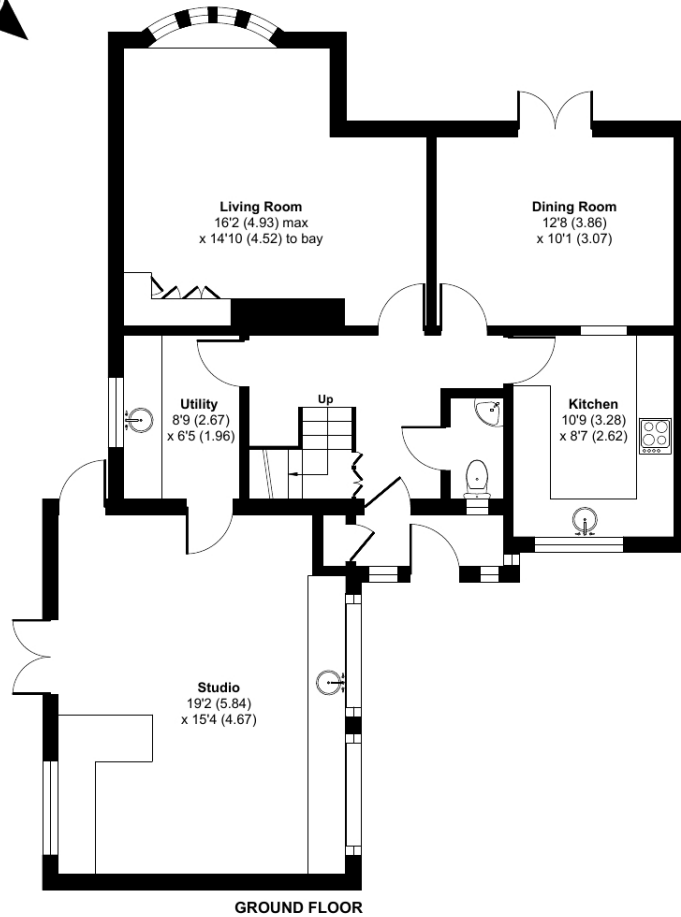 Living Room
16'2 (4.93) max
x 14'10 (4.52) to bay
Dining Room
12'8 (3.86)
x 10'1 (3.07)
Utility
8'9 (2.67)
x 6'5 (1.96)
Up
Kitchen
10'9 (3.28)
x 8'7 (2.62)
Studio
19'2 (5.84)
x 15'4 (4.67)
GROUND FLOOR